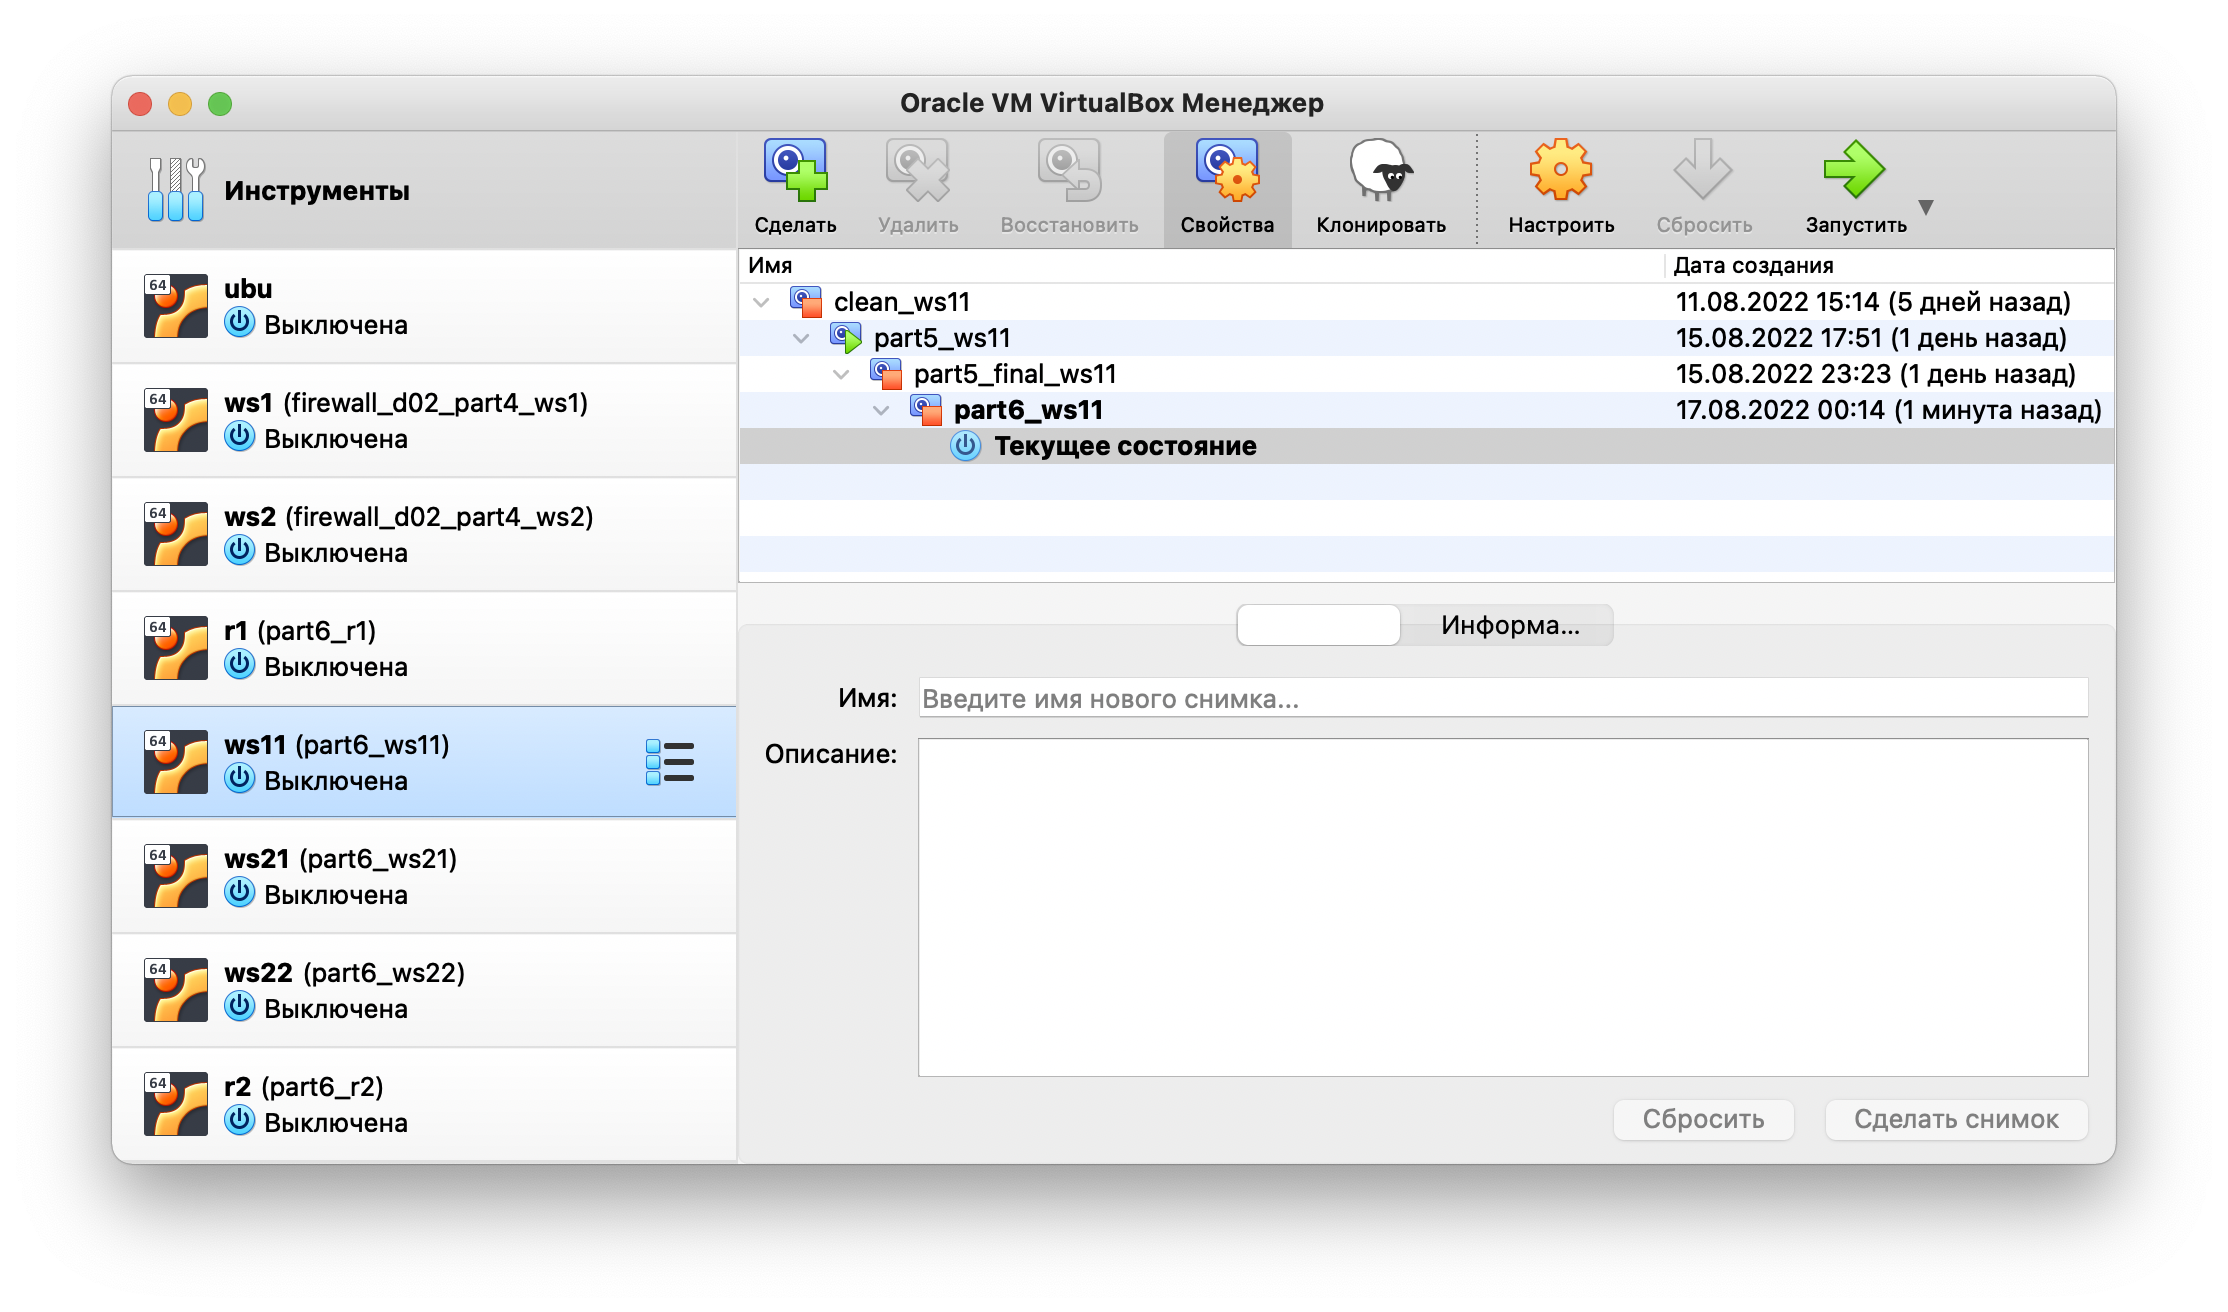 Oracle VM VirtualBox Менеджер
Инструменты
Сделать
Удалить
Восстановить
Свойства
Клонировать
Настроить
Сбросить
Запустить
64
ubu
Выключена
64
ws1 (firewall_d02_part4_ws1)
Выключена
64
ws2 (firewall_d02_part4_ws2)
Выключена
64
r1 (part6_r1)
Выключена
64
ws11 (part6_ws11)
Выключена
64
ws21 (part6_ws21)
Выключена
64
ws22 (part6_ws22)
Выключена
64
r2 (part6_r2)
Выключена
Имя Дата создания
clean_ws11 11.08.2022 15:14 (5 дней назад)
part5_ws11 15.08.2022 17:51 (1 день назад)
part5_final_ws11 15.08.2022 23:23 (1 день назад)
part6_ws11 17.08.2022 00:14 (1 минута назад)
Текущее состояние
Информа...
Имя: Введите имя нового снимка...
Описание:
Сбросить Сделать снимок